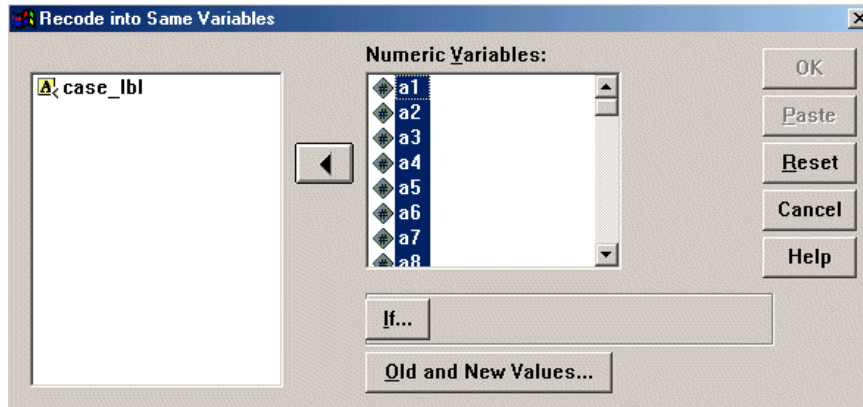 Recode into Same Variables
case_lbl
Numeric Variables:
a1
a2
a3
a4
a5
a6
a7
a8
If...
Old and New Values...
OK
Paste
Reset
Cancel
Help